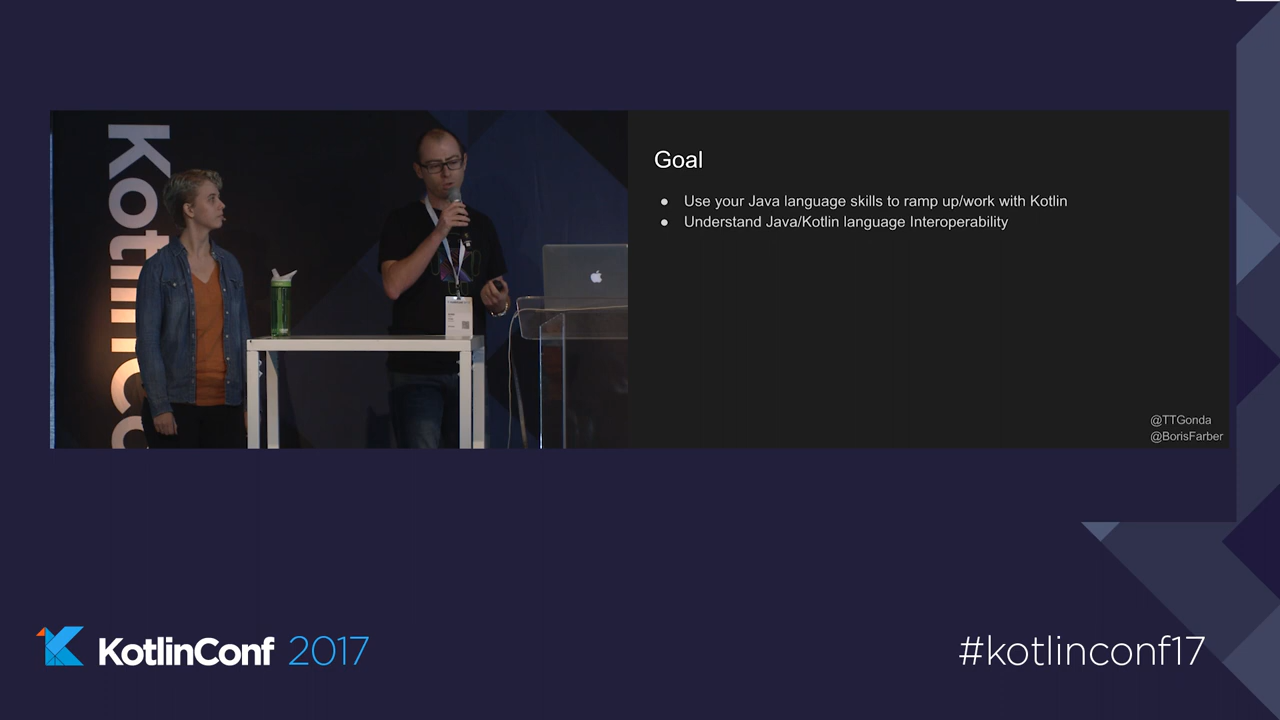 KotlinCo
Goal
● Use your Java language skills to ramp up/work with Kotlin
● Understand Java/Kotlin language Interoperability
@TTGonda
@BorisFarber
KotlinConf 2017
#kotlinconf17